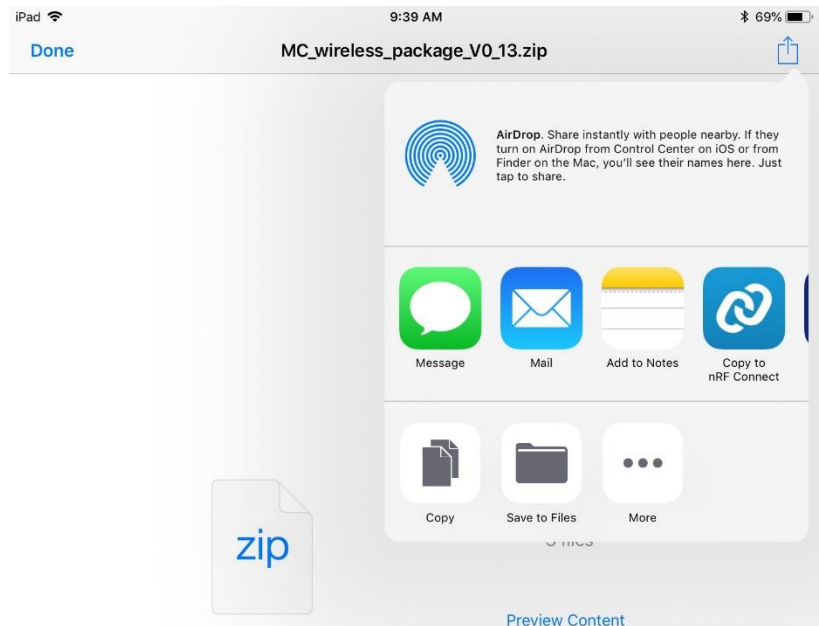 iPad 9:39 AM 69%
Done MC_wireless_package_V0_13.zip
AirDrop. Share instantly with people nearby. If they
turn on AirDrop from Control Center on iOS or from
Finder on the Mac, you'll see their names here. Just
tap to share.
Message Mail Add to Notes Copy to
nRF Connect
Copy Save to Files More
zip
files
Preview Content